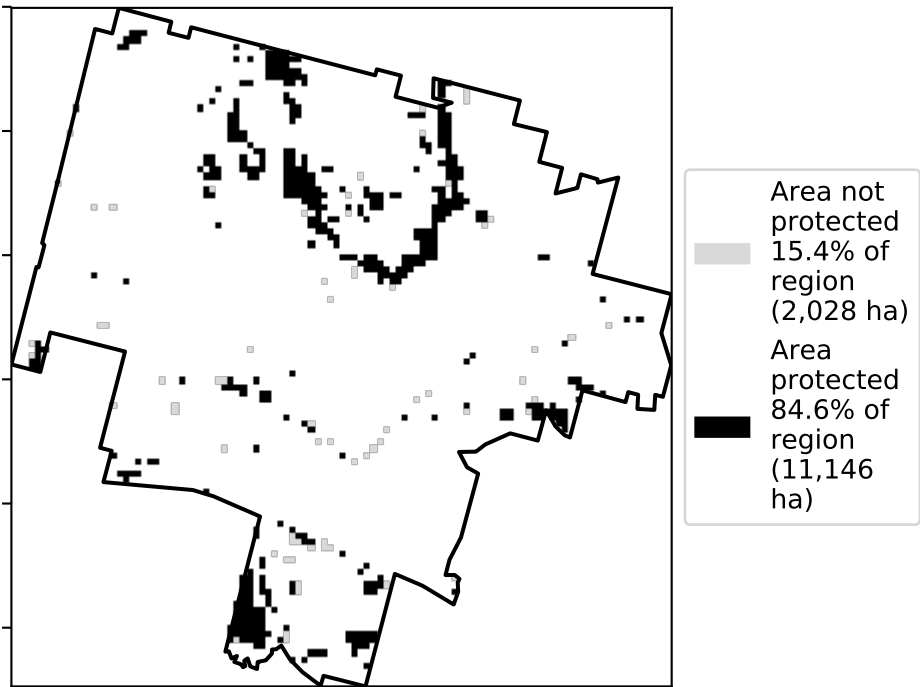 Area not
protected
15.4% of
region
(2,028 ha)
Area
protected
84.6% of
region
(11,146
ha)